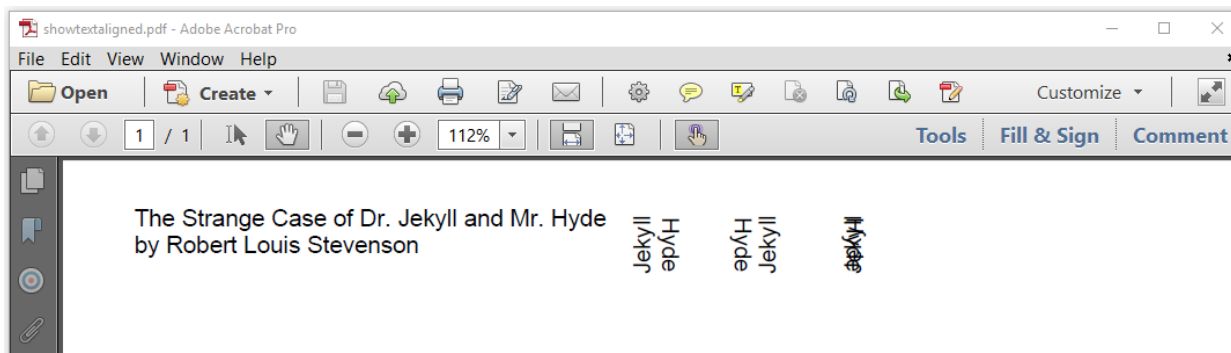 showtextaligned.pdf - Adobe Acrobat Pro
File Edit View Window Help
Open Create Customize
1 / 1 112% Tools Fill & Sign Comment
The Strange Case of Dr. Jekyll and Mr. Hyde
by Robert Louis Stevenson
Jekyll
Hyde
Hyde
Jekyll